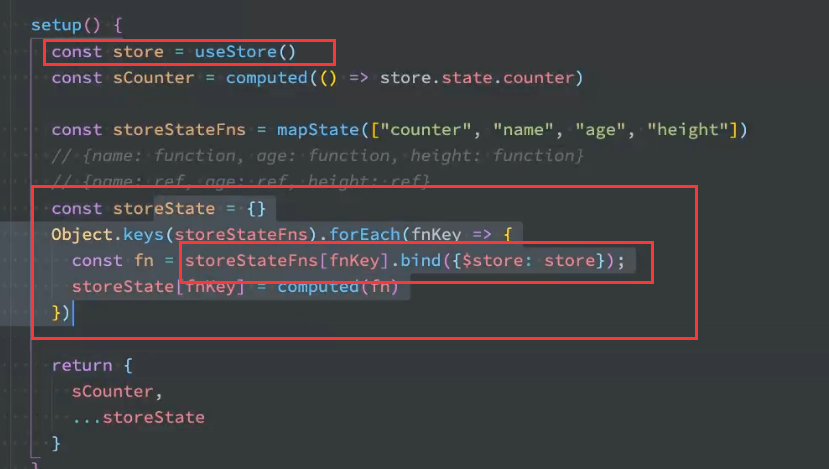 setup() {
const store = useStore()
const sCounter = computed(() => store.state.counter)
const storeStateFns = mapState(["counter", "name", "age", "height"])
// {name: function, age: function, height: function}
// {name: ref, age: ref, height: ref}
const storeState = {}
Object.keys(storeStateFns).forEach(fnKey => {
const fn = storeStateFns[fnKey].bind({$store: store});
storeState[fnKey] = computed(fn)
})
return {
sCounter,
...storeState
}
}